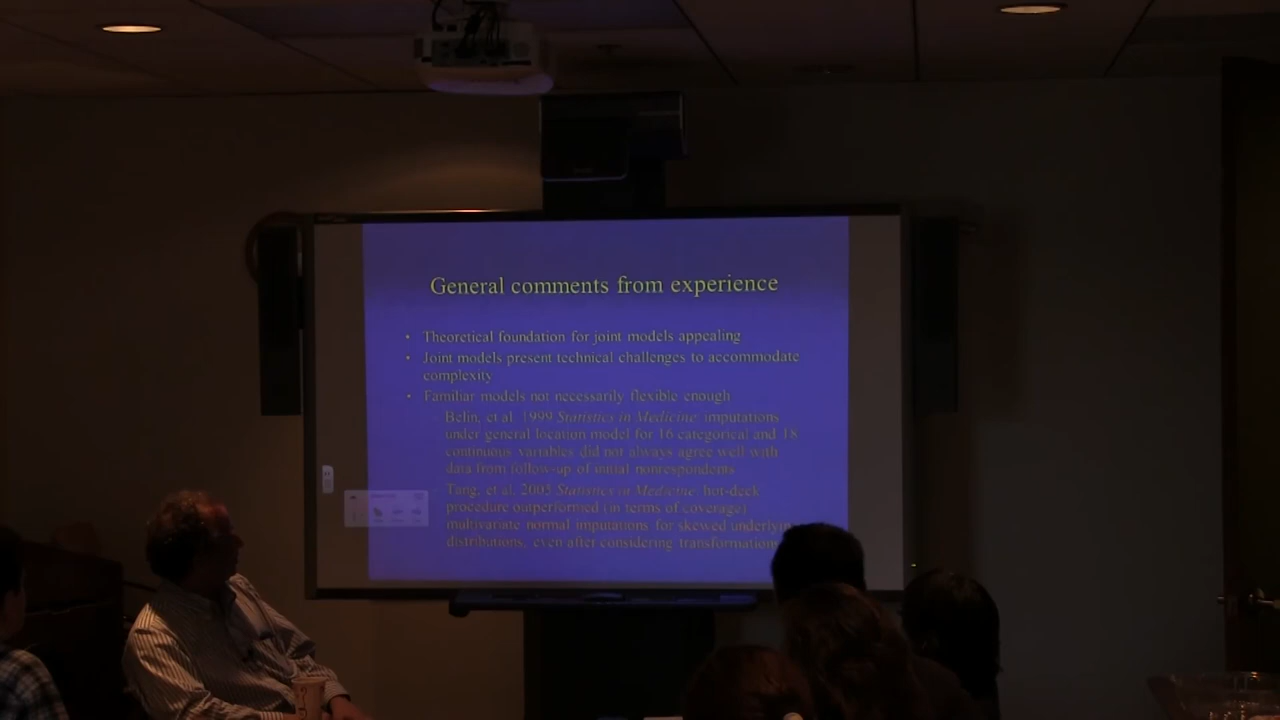 General comments from experience
• Theoretical foundation for joint models appealing
• Joint models present technical challenges to accommodate
complexity
• Familiar models not necessarily flexible enough
Belin, et al. 1999 Statistics in Medicine: imputations
under general location model for 16 categorical and 18
continuous variables did not always agree well with
data from follow-up of initial nonrespondents
Tang, et al. 2005 Statistics in Medicine: hot-deck
procedure outperformed (in terms of coverage)
multivariate normal imputations for skewed underlying
distributions, even after considering transformations